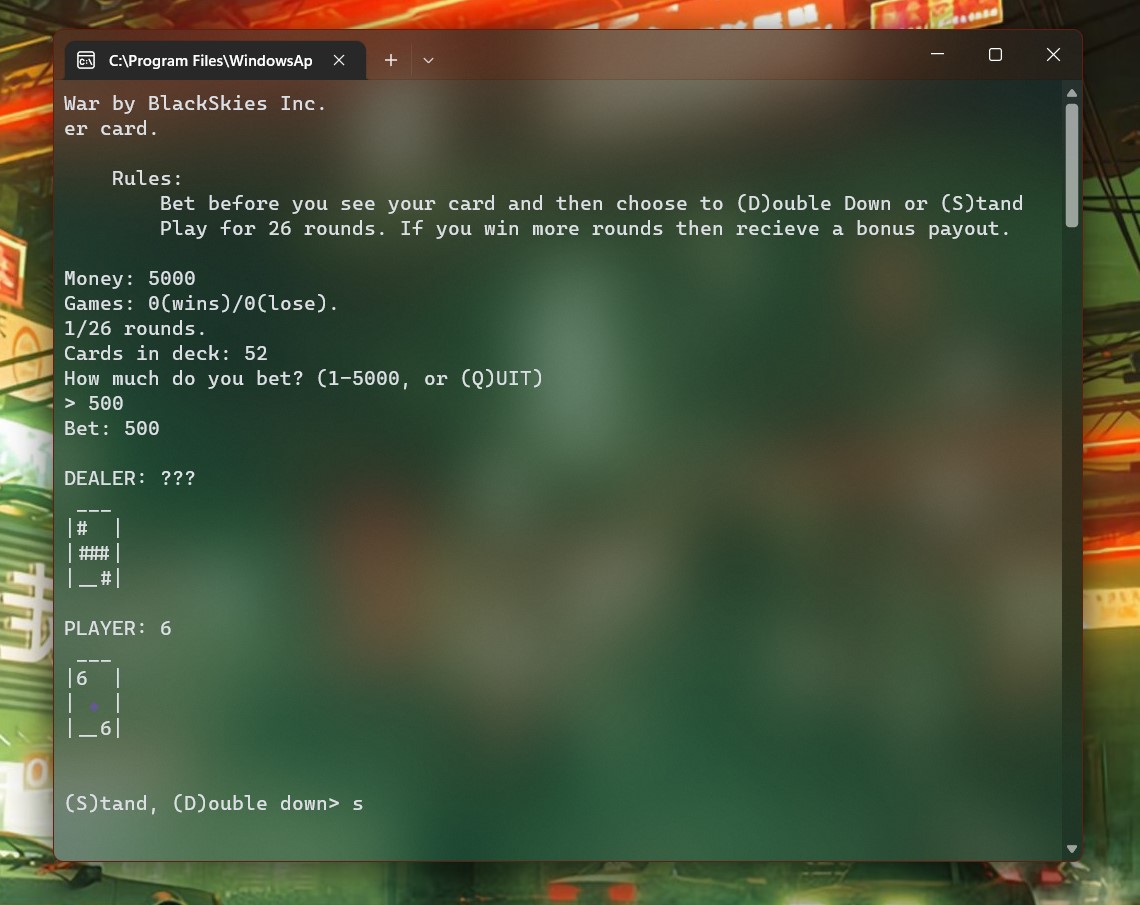 C:\Program Files\WindowsAp
War by BlackSkies Inc.
er card.
Rules:
Bet before you see your card and then choose to (D)ouble Down or (S)tand
Play for 26 rounds. If you win more rounds then recieve a bonus payout.
Money: 5000
Games: 0(wins)/0(lose).
1/26 rounds.
Cards in deck: 52
How much do you bet? (1-5000, or (Q)UIT)
> 500
Bet: 500
DEALER: ???
 ___
|#  |
|###|
|__#|
PLAYER: 6
 ___
|6  |
| ♠ |
|__6|
(S)tand, (D)ouble down> s